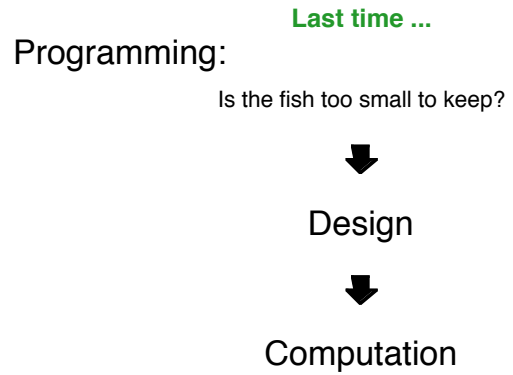 Last time ...
Programming:
Is the fish too small to keep?
Design
Computation